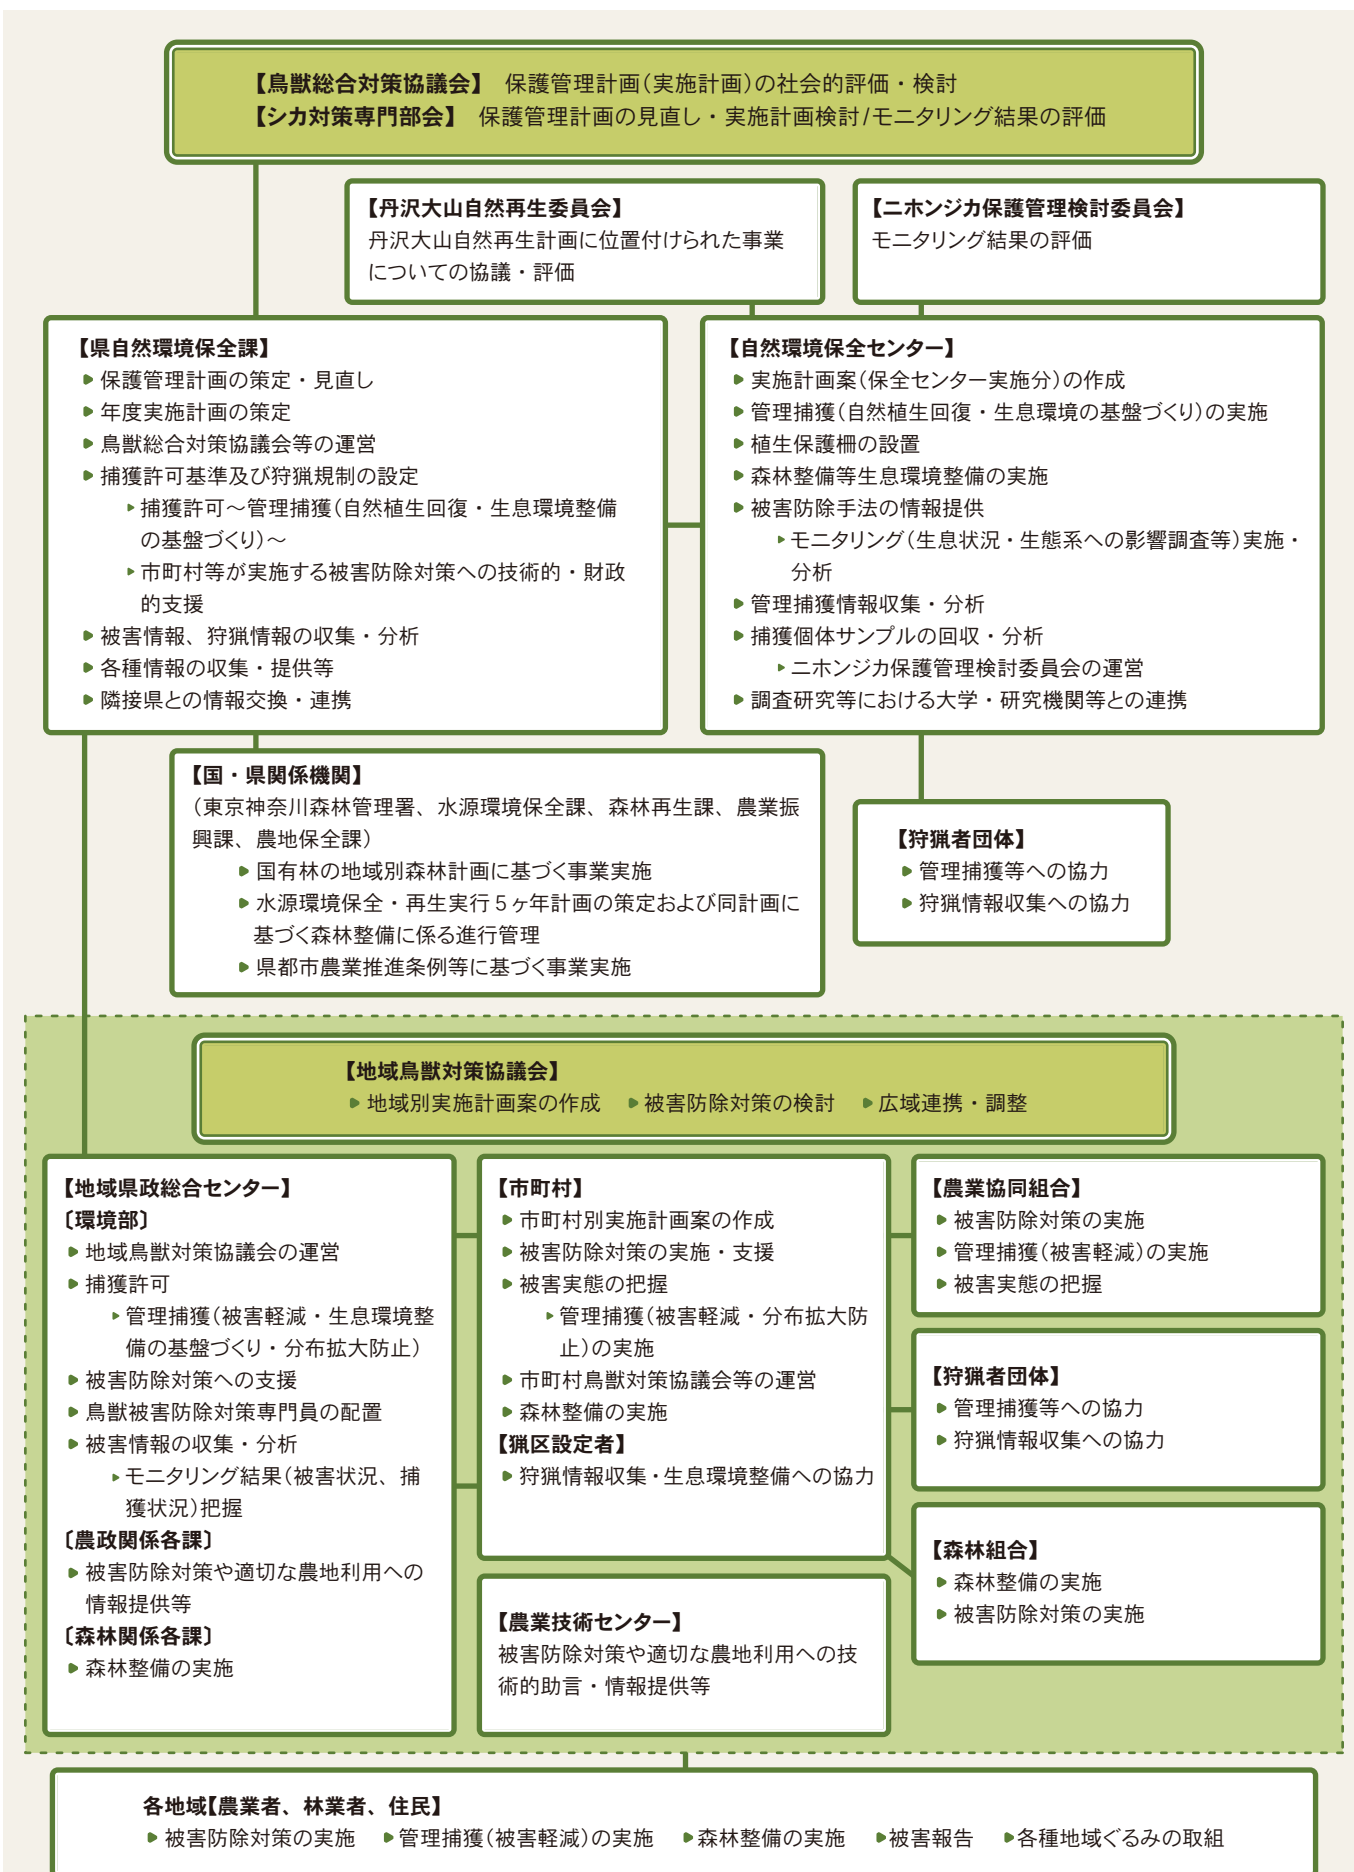 【鳥獣総合対策協議会】 保護管理計画(実施計画)の社会的評価・検討
【シカ対策専門部会】 保護管理計画の見直し・実施計画検討/モニタリング結果の評価
【丹沢大山自然再生委員会】
丹沢大山自然再生計画に位置付けられた事業
についての協議・評価
【ニホンジカ保護管理検討委員会】
モニタリング結果の評価
【県自然環境保全課】
保護管理計画の策定・見直し
年度実施計画の策定
鳥獣総合対策協議会等の運営
捕獲許可基準及び狩猟規制の設定
捕獲許可～管理捕獲(自然植生回復・生息環境整備
の基盤づくり)～
市町村等が実施する被害防除対策への技術的・財政
的支援
被害情報、狩猟情報の収集・分析
各種情報の収集・提供等
隣接県との情報交換・連携
【自然環境保全センター】
実施計画案(保全センター実施分)の作成
管理捕獲(自然植生回復・生息環境の基盤づくり)の実施
植生保護柵の設置
森林整備等生息環境整備の実施
被害防除手法の情報提供
モニタリング(生息状況・生態系への影響調査等)実施・
分析
管理捕獲情報収集・分析
捕獲個体サンプルの回収・分析
ニホンジカ保護管理検討委員会の運営
調査研究等における大学・研究機関等との連携
【国・県関係機関】
(東京神奈川森林管理署、水源環境保全課、森林再生課、農業振
興課、農地保全課)
国有林の地域別森林計画に基づく事業実施
水源環境保全・再生実行5ヶ年計画の策定および同計画に
基づく森林整備に係る進行管理
県都市農業推進条例等に基づく事業実施
【狩猟者団体】
管理捕獲等への協力
狩猟情報収集への協力
【地域鳥獣対策協議会】
地域別実施計画案の作成 被害防除対策の検討 広域連携・調整
【地域県政総合センター】
〔環境部〕
地域鳥獣対策協議会の運営
捕獲許可
管理捕獲(被害軽減・生息環境整
備の基盤づくり・分布拡大防止)
被害防除対策への支援
鳥獣被害防除対策専門員の配置
被害情報の収集・分析
モニタリング結果(被害状況、捕
獲状況)把握
〔農政関係各課〕
被害防除対策や適切な農地利用への
情報提供等
〔森林関係各課〕
森林整備の実施
【市町村】
市町村別実施計画案の作成
被害防除対策の実施・支援
被害実態の把握
管理捕獲(被害軽減・分布拡大防
止)の実施
市町村鳥獣対策協議会等の運営
森林整備の実施
【猟区設定者】
狩猟情報収集・生息環境整備への協力
【農業技術センター】
被害防除対策や適切な農地利用への技
術的助言・情報提供等
【農業協同組合】
被害防除対策の実施
管理捕獲(被害軽減)の実施
被害実態の把握
【狩猟者団体】
管理捕獲等への協力
狩猟情報収集への協力
【森林組合】
森林整備の実施
被害防除対策の実施
各地域【農業者、林業者、住民】
被害防除対策の実施 管理捕獲(被害軽減)の実施 森林整備の実施 被害報告 各種地域ぐるみの取組